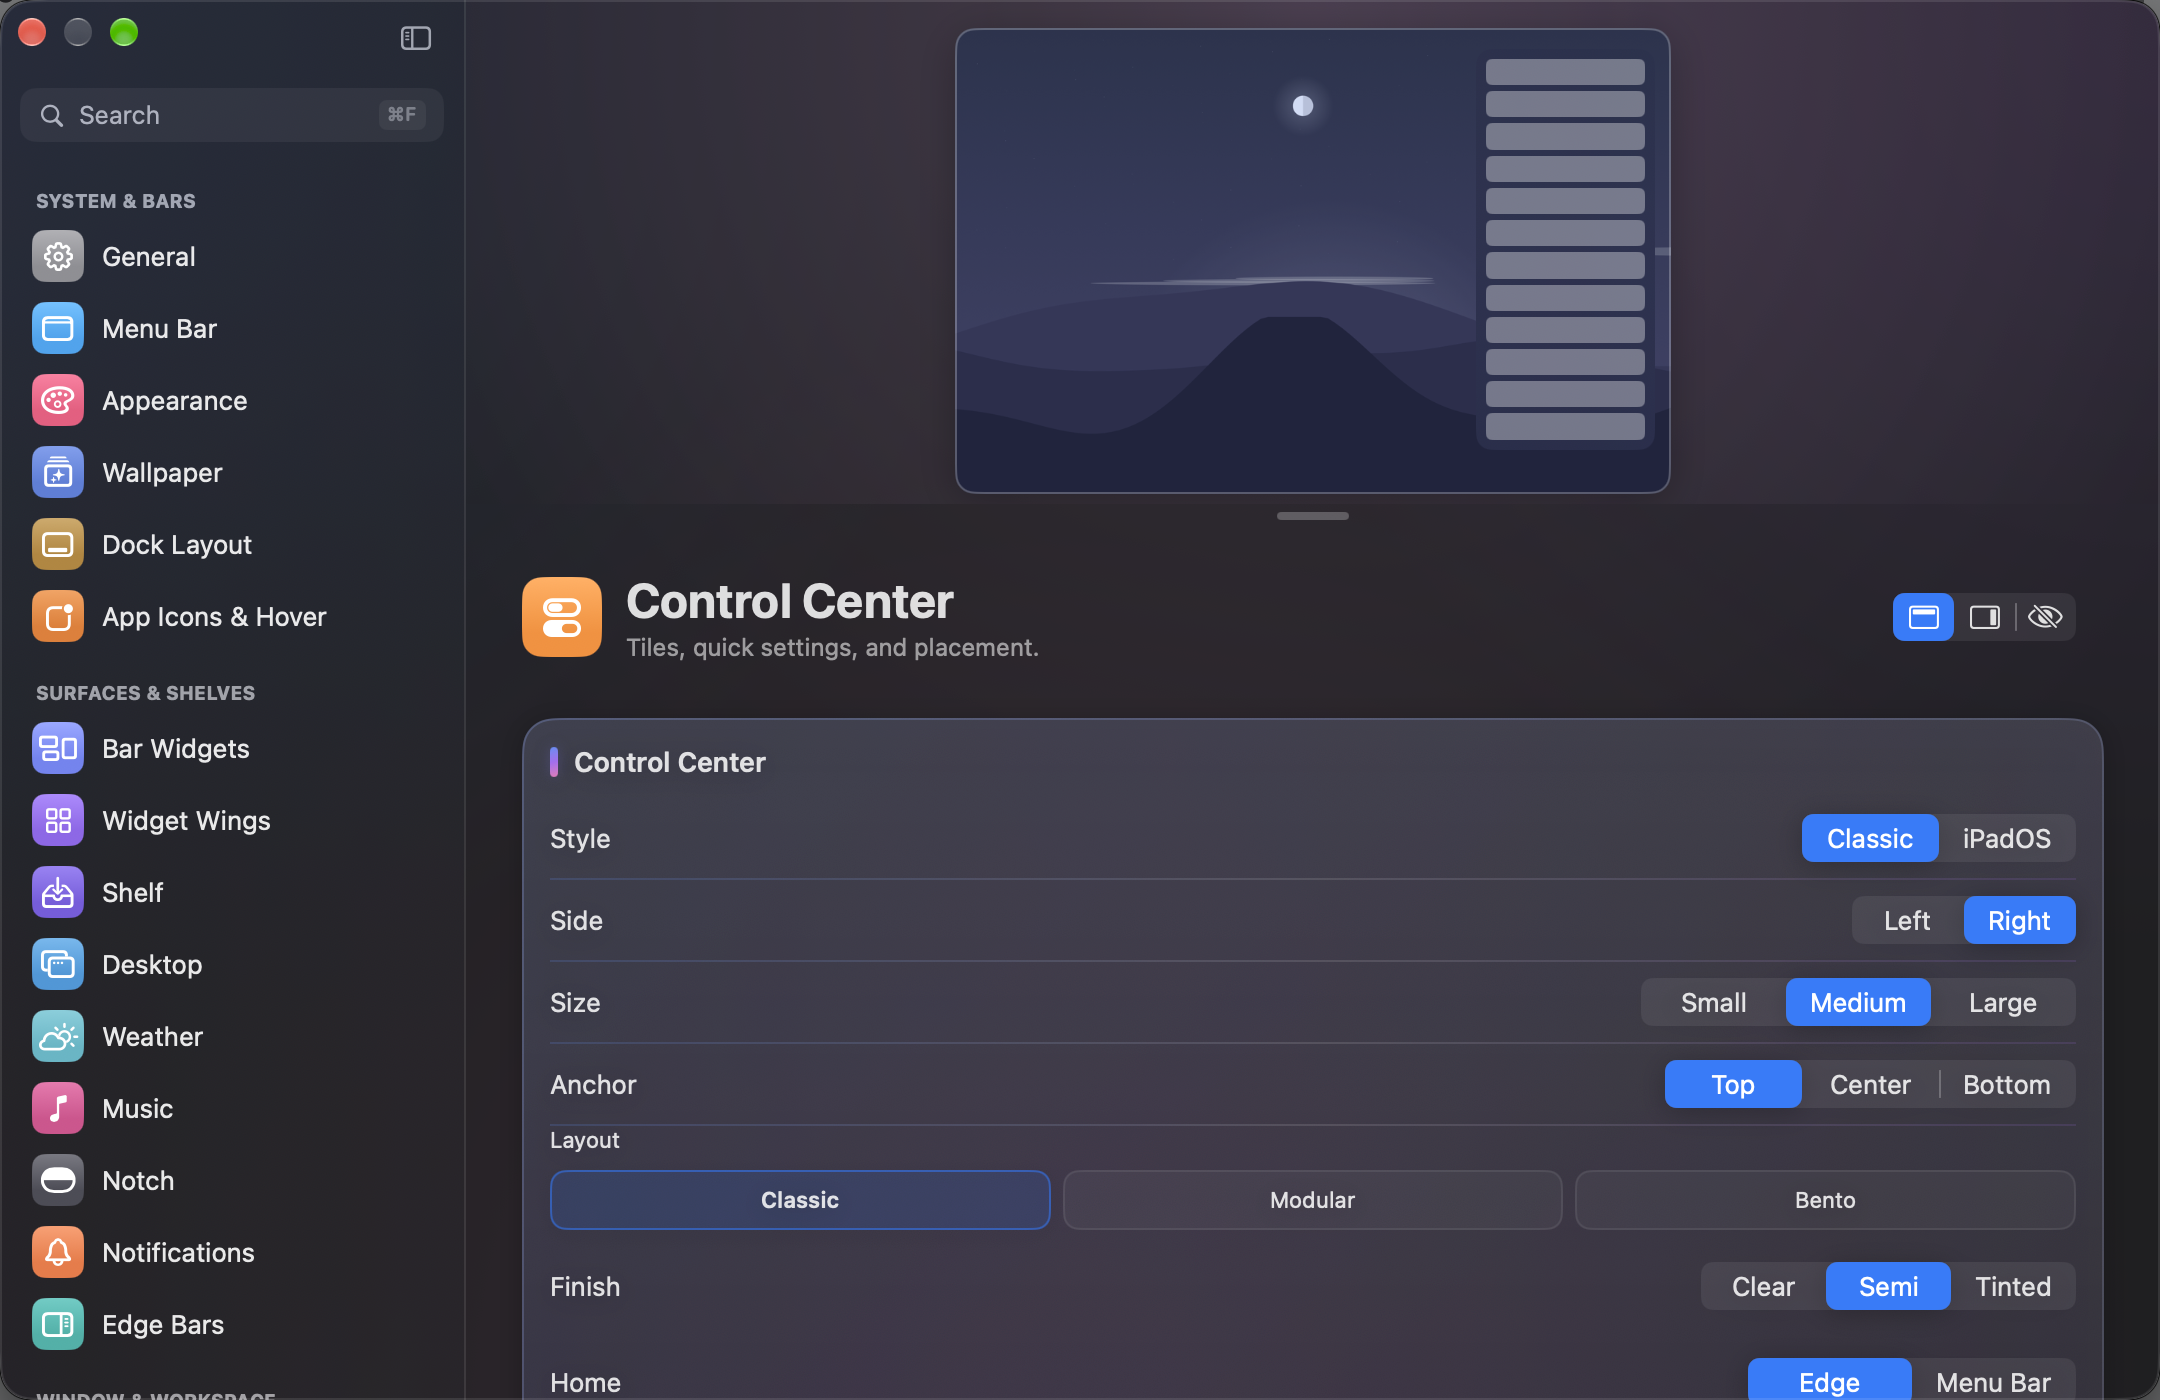 Search
⌘F
SYSTEM & BARS
General
Menu Bar
Appearance
Wallpaper
Dock Layout
App Icons & Hover
SURFACES & SHELVES
Bar Widgets
Widget Wings
Shelf
Desktop
Weather
Music
Notch
Notifications
Edge Bars
WINDOW & WORKSPACE
Control Center
Tiles, quick settings, and placement.
Control Center
Style
Classic
iPadOS
Side
Left
Right
Size
Small
Medium
Large
Anchor
Top
Center
Bottom
Layout
Classic
Modular
Bento
Finish
Clear
Semi
Tinted
Home
Edge
Menu Bar